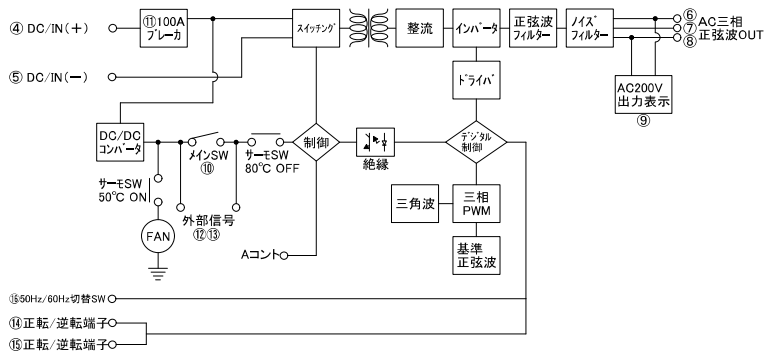 ④ DC/IN(+)
⑪100A
ブレーカ
スイッチング
整流
インバータ
正弦波
フィルター
ノイズ
フィルター
⑥
⑦
⑧
AC三相
正弦波OUT
⑤ DC/IN(−)
ドライバ
AC200V
出力表示
⑨
DC/DC
コンバータ
メインSW
⑩
サーモSW
80℃ OFF
制御
絶縁
デジタル
制御
サーモSW
50℃ ON
外部信号
⑫⑬
三角波
三相
PWM
FAN
Aコント
基準
正弦波
⑯50Hz/60Hz切替SW
⑭正転/逆転端子
⑮正転/逆転端子